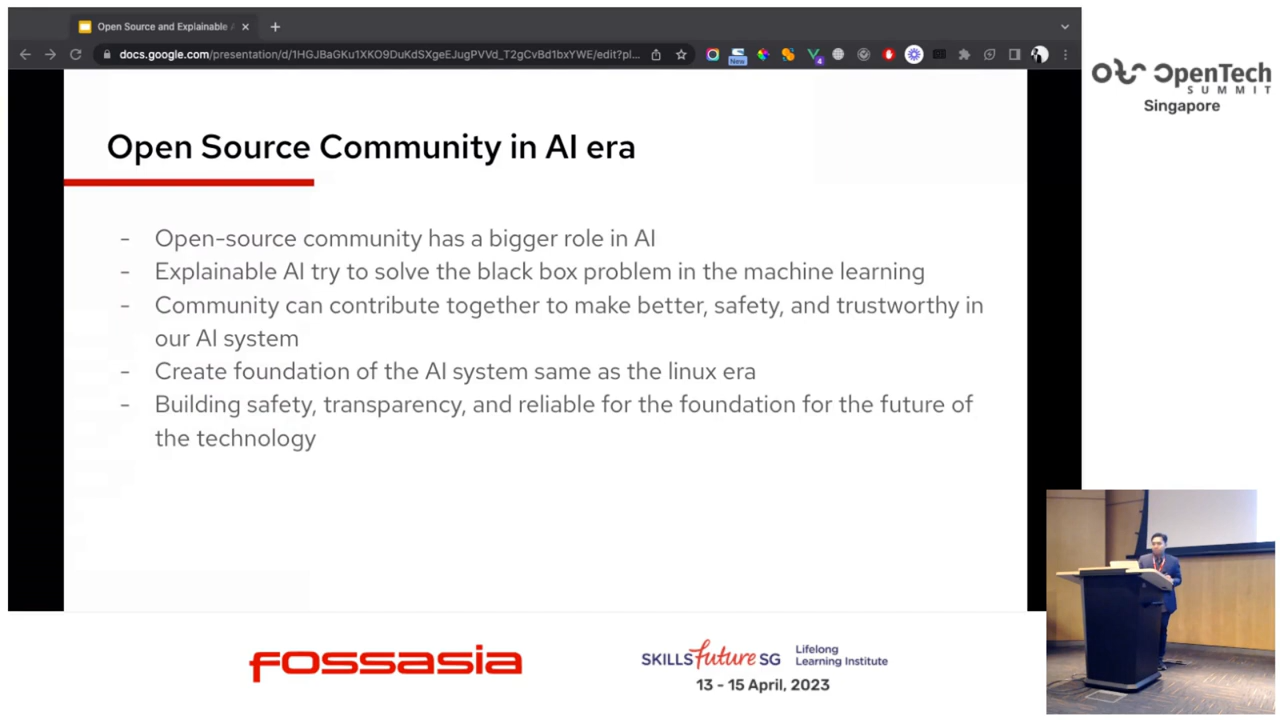 Open Source and Explainable
docs.google.com/presentation/d/1HGJBaGKu1XKO9DuKdSXgeEJugPVVd_T2gCvBd1bxYWE/edit?pl...
New
4
OpenTech
SUMMIT
Singapore
Open Source Community in AI era
- Open-source community has a bigger role in AI
- Explainable AI try to solve the black box problem in the machine learning
- Community can contribute together to make better, safety, and trustworthy in
our AI system
- Create foundation of the AI system same as the linux era
- Building safety, transparency, and reliable for the foundation for the future of
the technology
fossasia
SKILLSfuture SG
Lifelong
Learning Institute
13 - 15 April, 2023